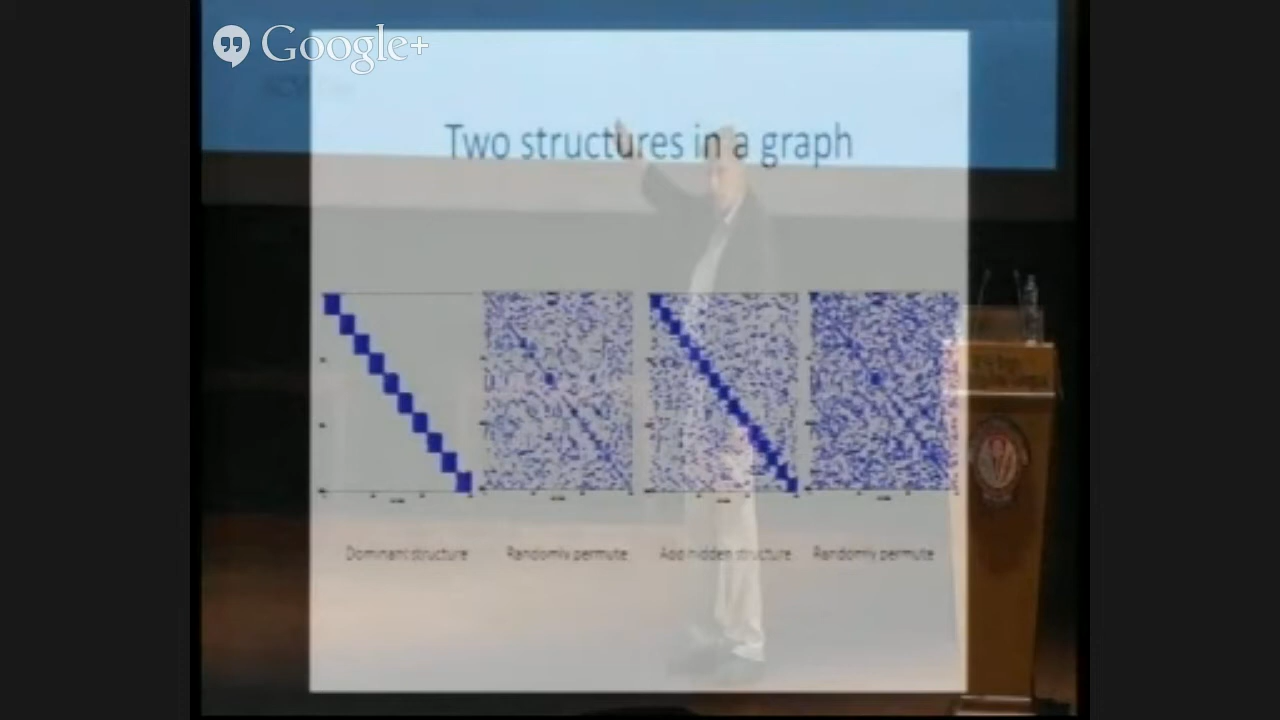 Google+
Two structures in a graph
Dominant structure
Randomly permute
Add hidden structure
Randomly permute